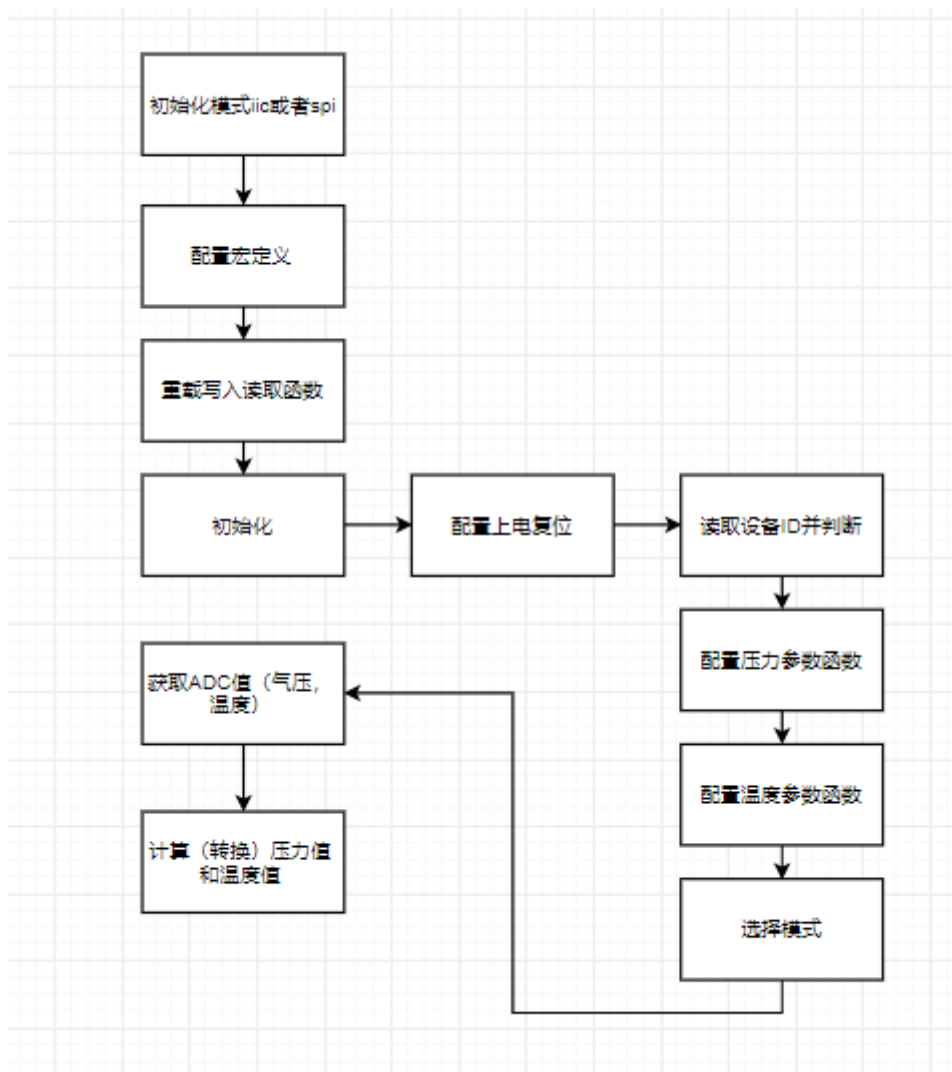 初始化模式iic或者spi
配置宏定义
重载写入读取函数
初始化
配置上电复位
读取设备ID并判断
配置压力参数函数
配置温度参数函数
选择模式
获取ADC值（气压，
温度）
计算（转换）压力值
和温度值